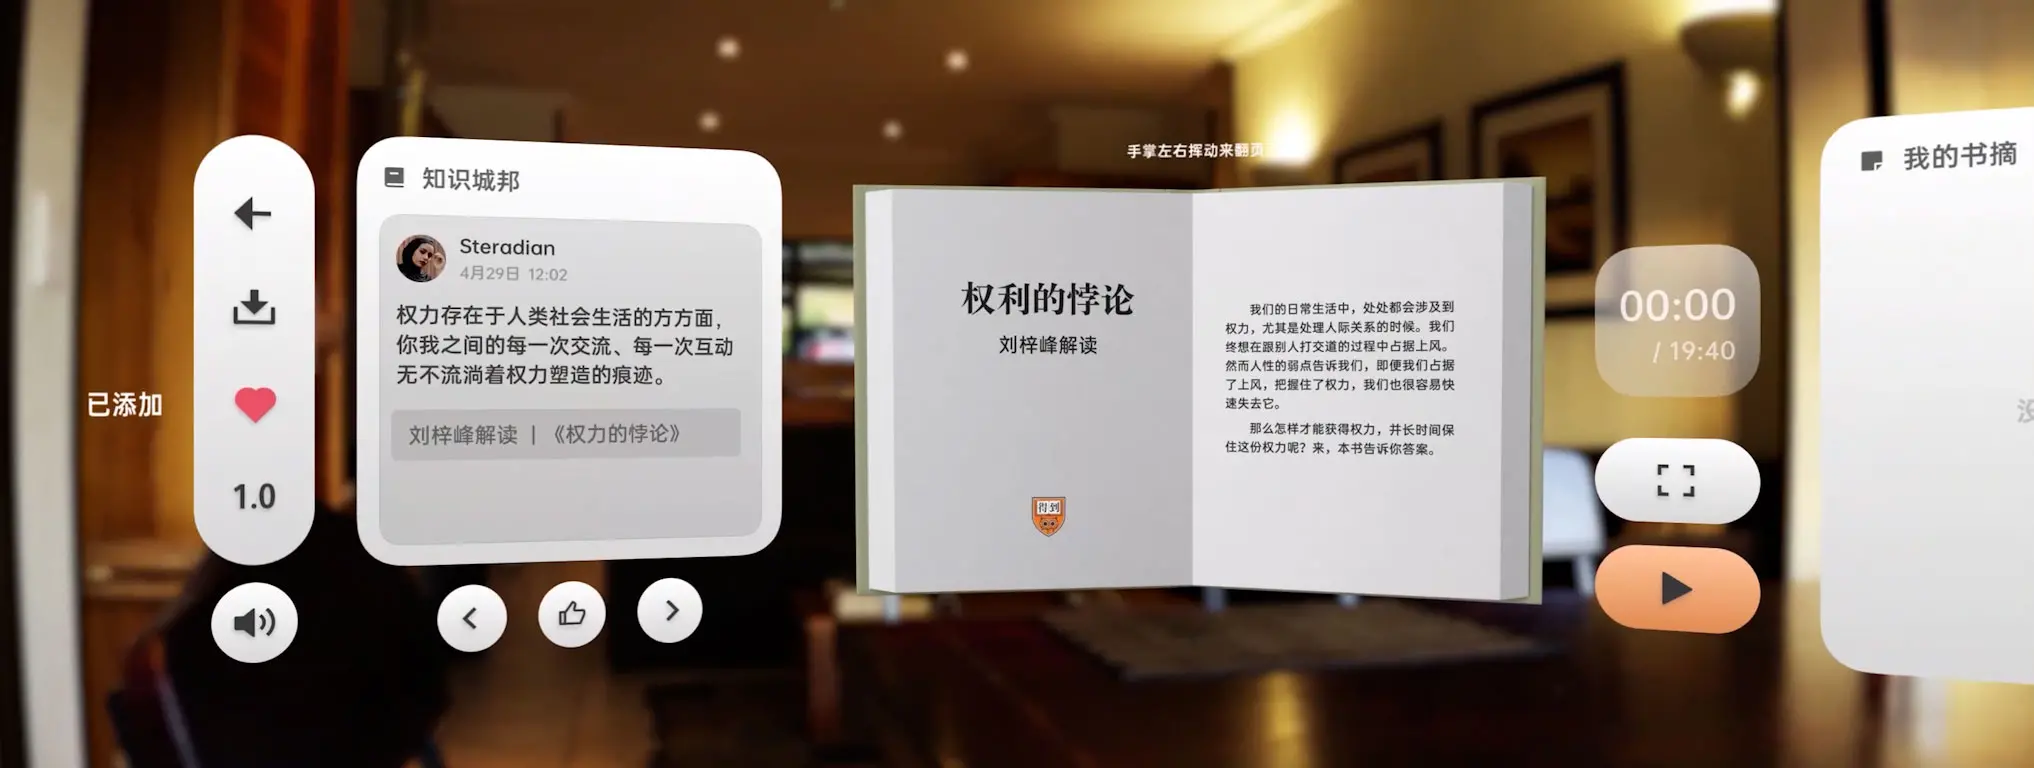 已添加
1.0
知识城邦
Steradian
4月29日 12:02
权力存在于人类社会生活的方方面,
你我之间的每一次交流、每一次互动
无不流淌着权力塑造的痕迹。
刘梓峰解读 | 《权力的悖论》
手掌左右挥动来翻页
权利的悖论
刘梓峰解读
得到
我们的日常生活中，处处都会涉及到
权力，尤其是处理人际关系的时候。我们
终想在跟别人打交道的过程中占据上风。
然而人性的弱点告诉我们，即便我们占据
了上风，把握住了权力，我们也很容易快
速失去它。
那么怎样才能获得权力，并长时间保
住这份权力呢？来，本书告诉你答案。
00:00
/ 19:40
我的书摘